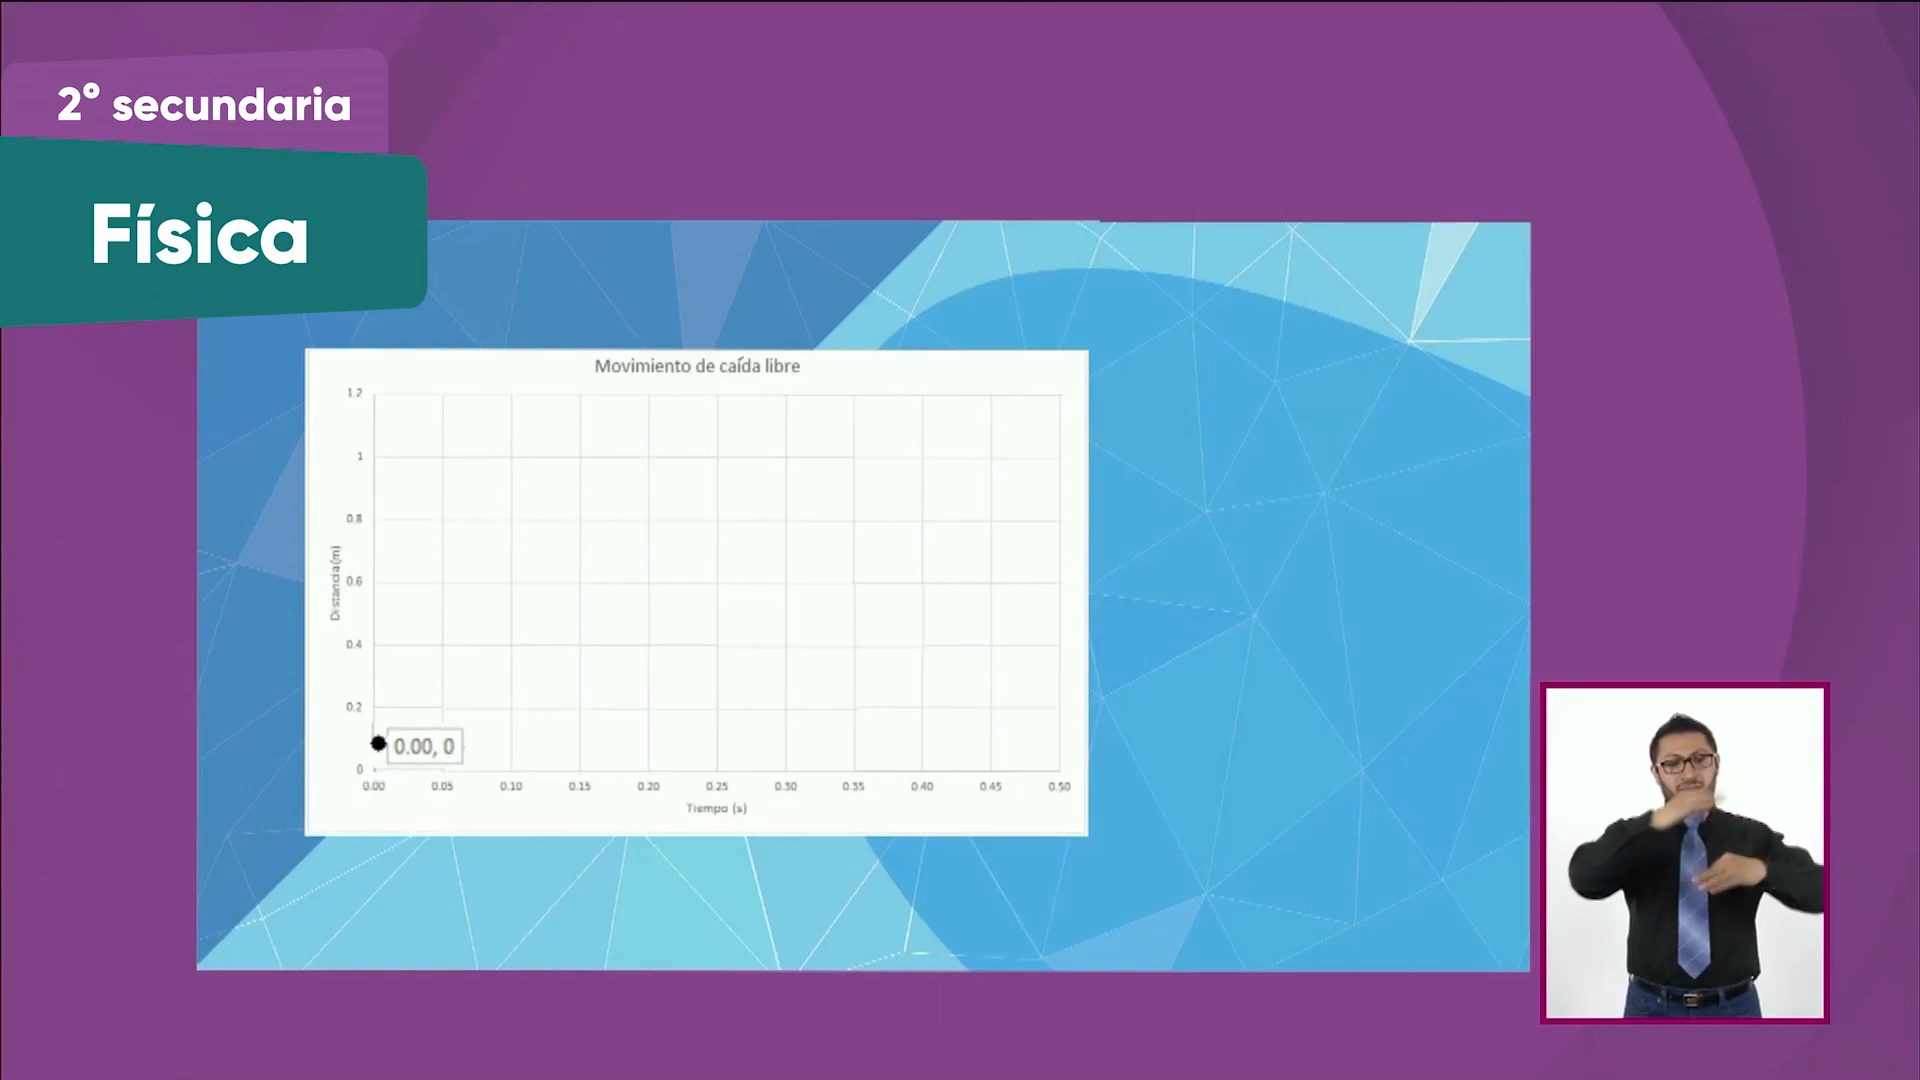 2° secundaria
Física
Movimiento de caída libre
1.2
1
0.8
0.6
0.4
0.2
0
Distancia(m)
0.00, 0
0.00 0.05 0.10 0.15 0.20 0.25 0.30 0.35 0.40 0.45 0.50
Tiempo (s)